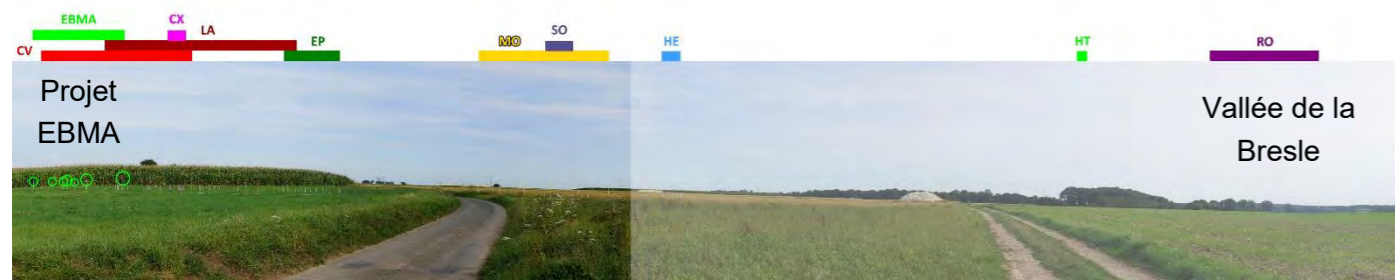 EBMA CX SO
CV LA EP MO HE HT RO
Projet
EBMA
Vallée de la
Bresle